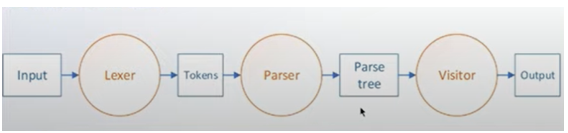 Input
Lexer
Tokens
Parser
Parse
tree
Visitor
Output